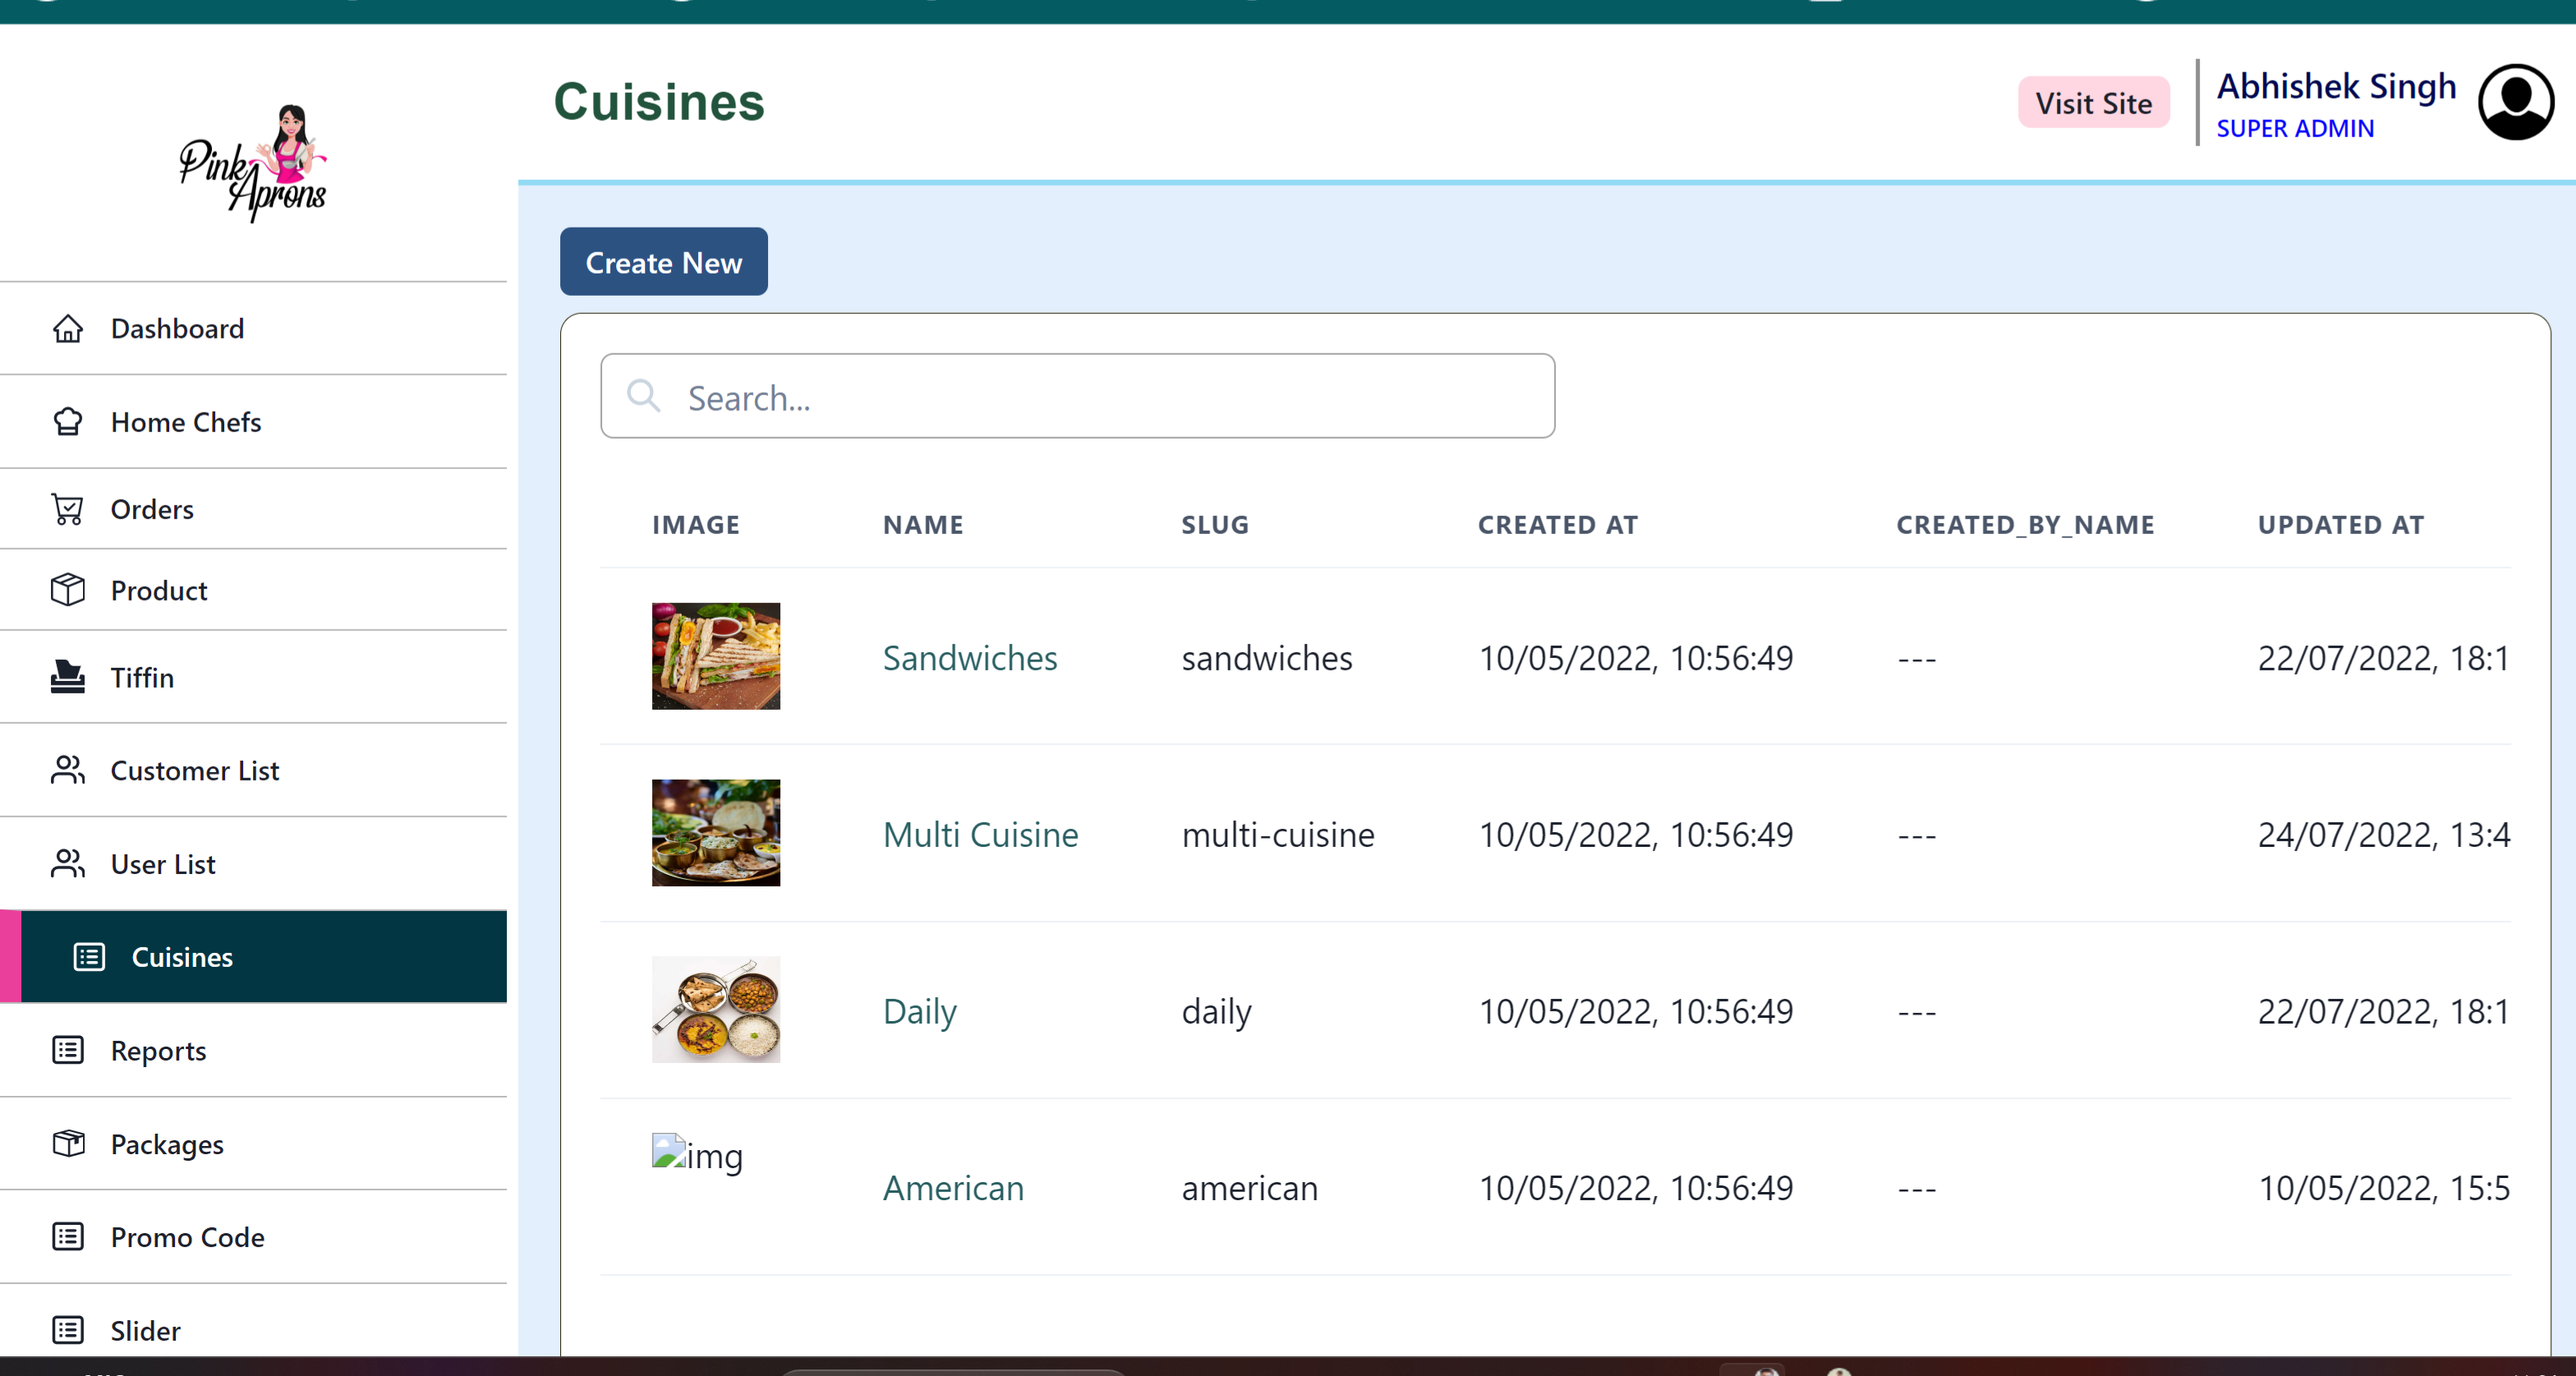 Pink
Aprons
Cuisines
Visit Site
Abhishek Singh
SUPER ADMIN
Create New
Dashboard
Home Chefs
Orders
Product
Tiffin
Customer List
User List
Cuisines
Reports
Packages
Promo Code
Slider
Search...
IMAGE NAME SLUG CREATED AT CREATED_BY_NAME UPDATED AT
Sandwiches sandwiches 10/05/2022, 10:56:49 --- 22/07/2022, 18:1
Multi Cuisine multi-cuisine 10/05/2022, 10:56:49 --- 24/07/2022, 13:4
Daily daily 10/05/2022, 10:56:49 --- 22/07/2022, 18:1
img American american 10/05/2022, 10:56:49 --- 10/05/2022, 15:5